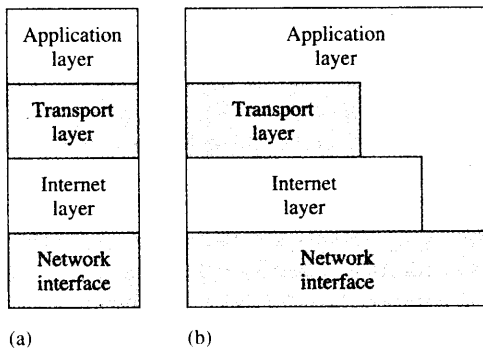 Application
layer
Transport
layer
Internet
layer
Network
interface
(a)
Application
layer
Transport
layer
Internet
layer
Network
interface
(b)